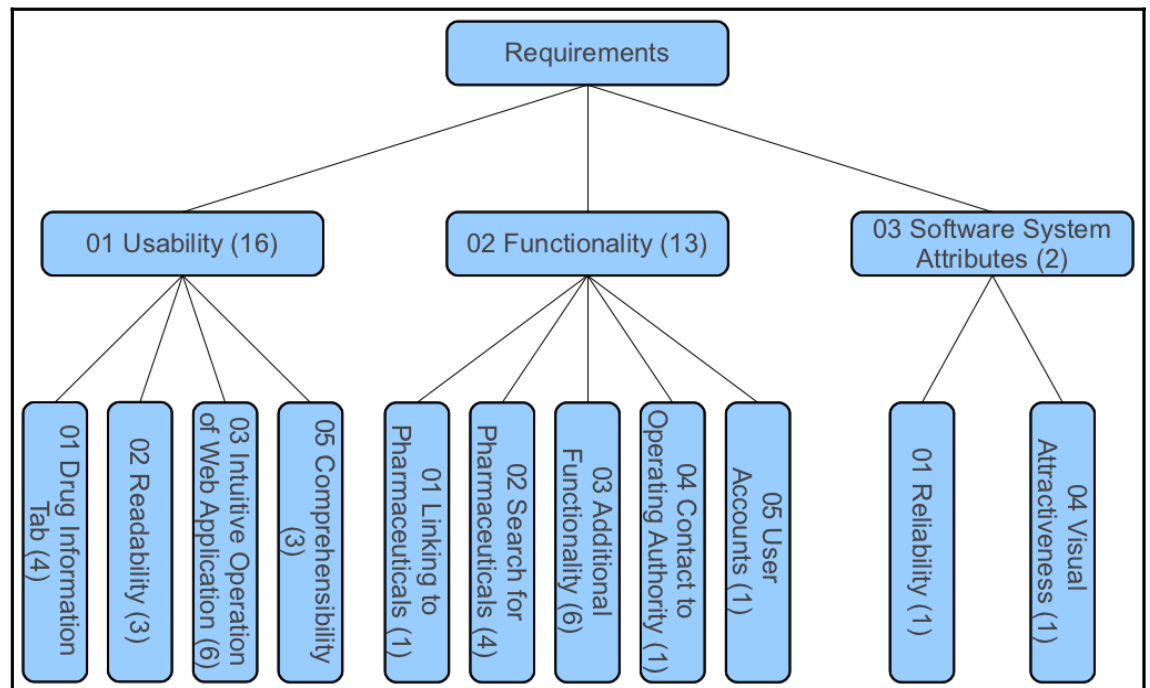 Requirements
01 Usability (16)
02 Functionality (13)
03 Software System
Attributes (2)
01 Drug Information
Tab (4)
02 Readability (3)
03 Intuitive Operation
of Web Application (6)
05 Comprehensibility
(3)
01 Linking to
Pharmaceuticals (1)
02 Search for
Pharmaceuticals (4)
03 Additional
Functionality (6)
04 Contact to
Operating Authority (1)
05 User
Accounts (1)
01 Reliability (1)
04 Visual
Attractiveness (1)